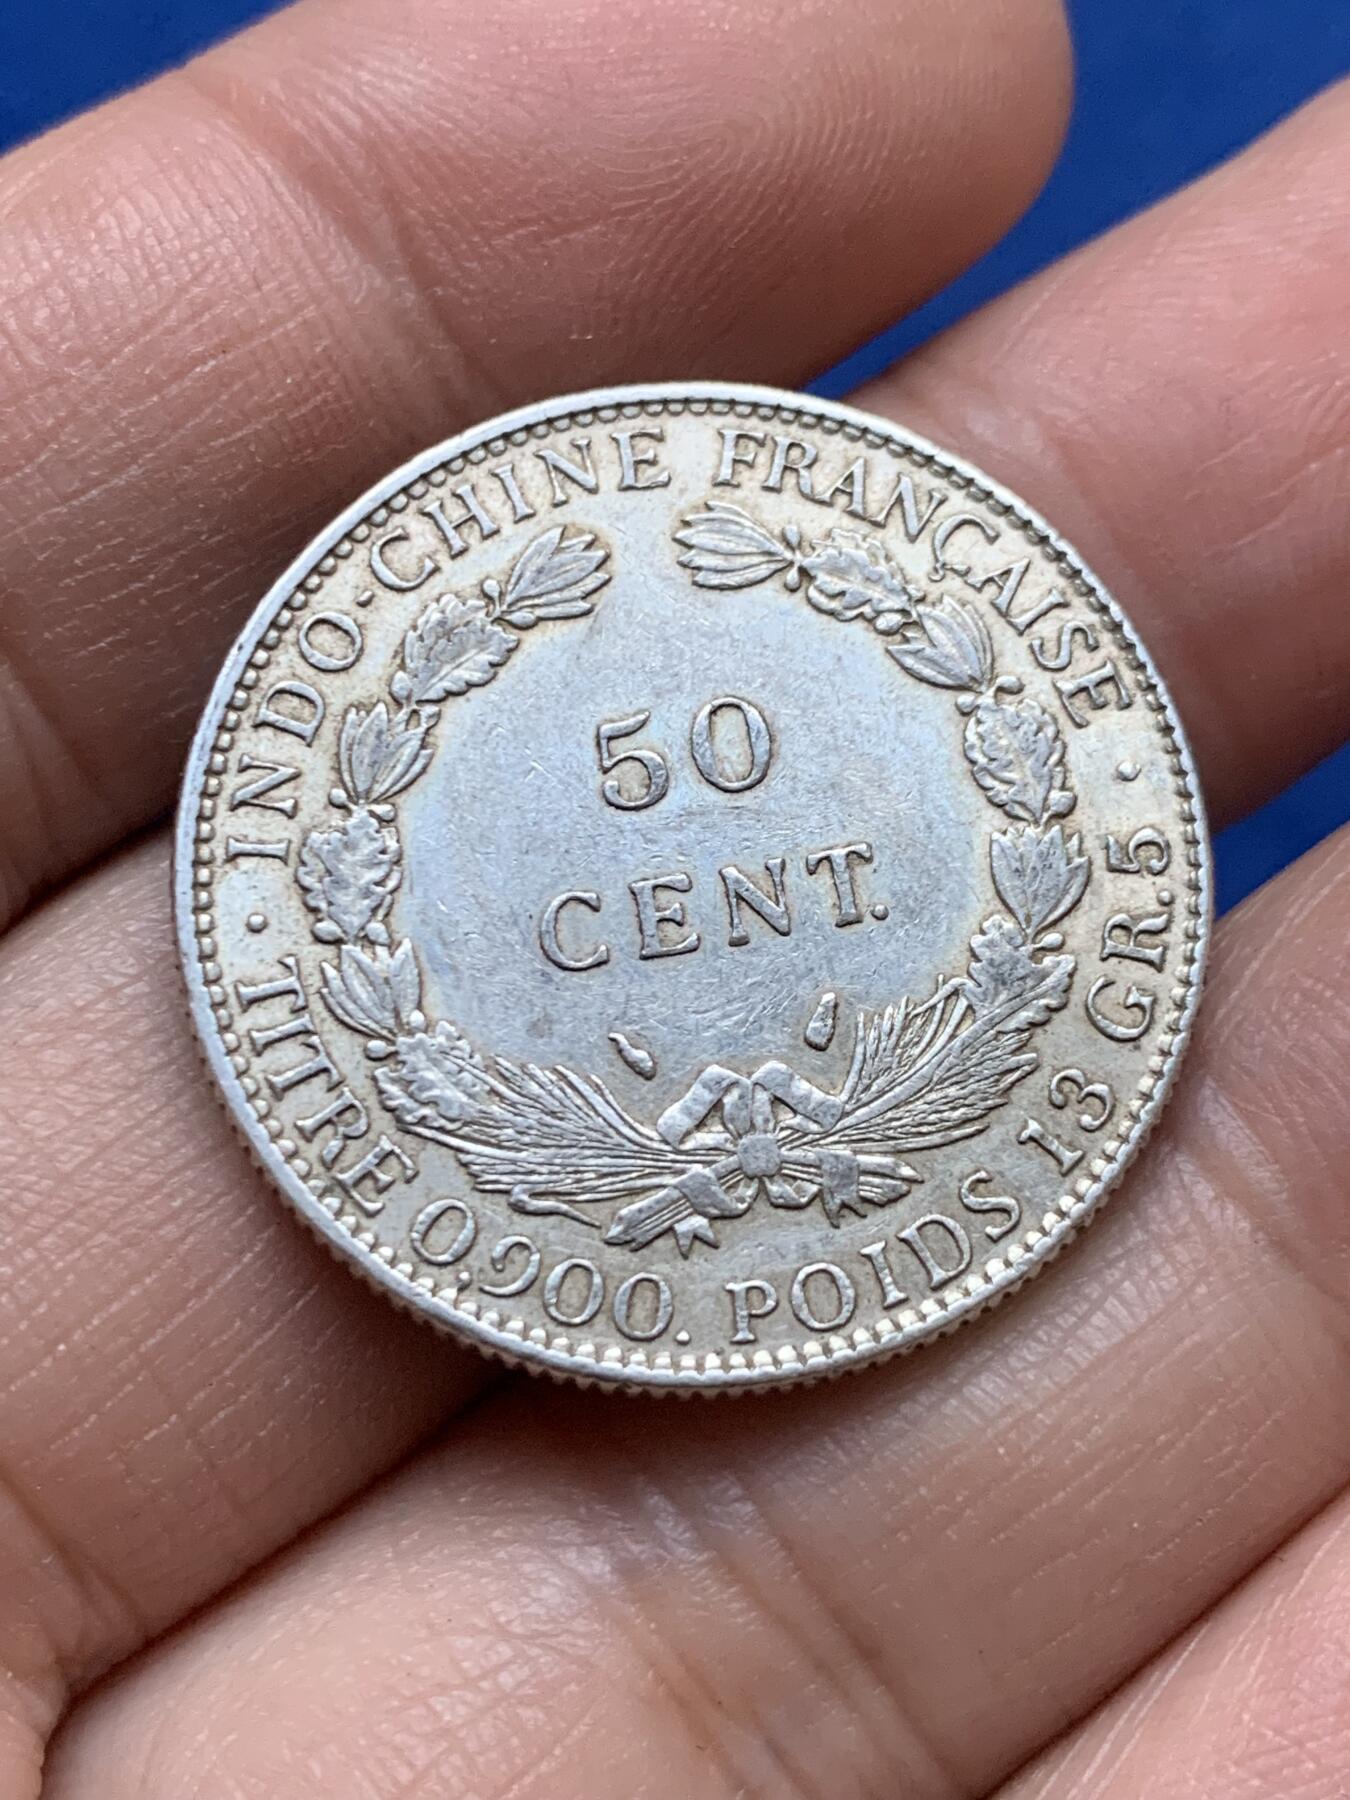 INDO-CHINE FRANÇAISE
50
CENT.
TITRE 0,900. POIDS 13 GR.5